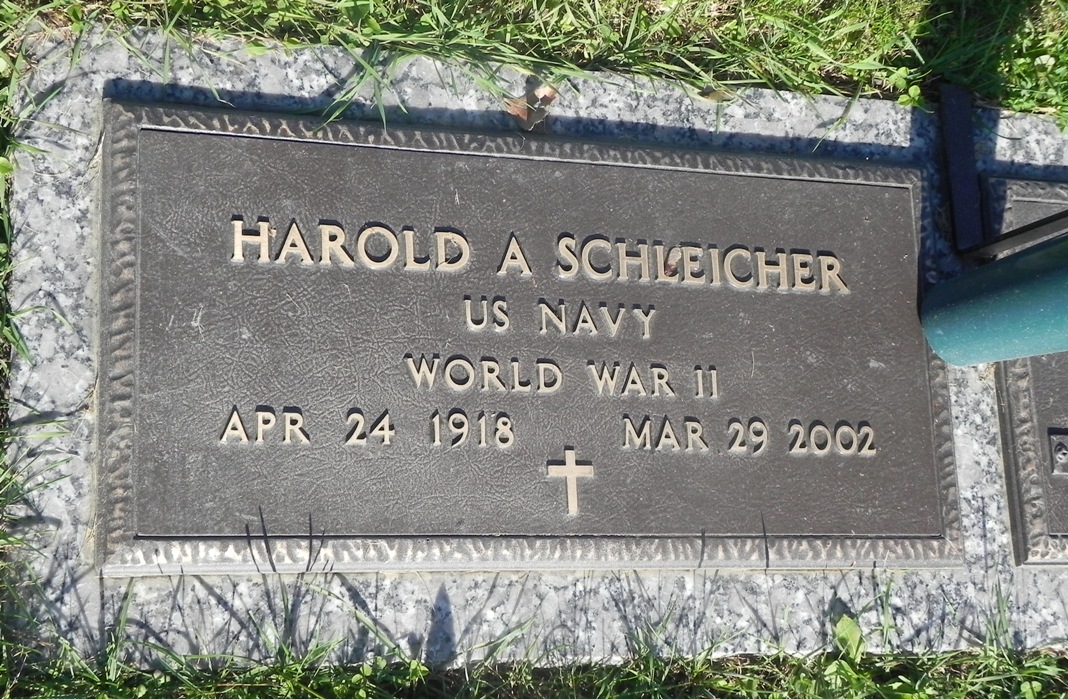 HAROLD A SCHLEICHER
US NAVY
WORLD WAR II
APR 24 1918 MAR 29 2002